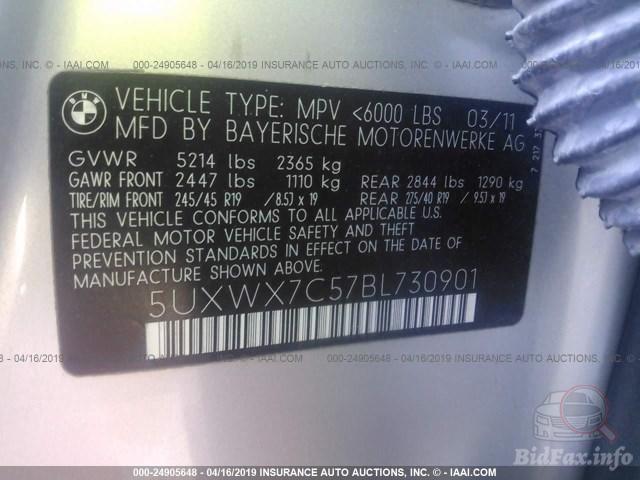 000-24905648 - 04/16/2019 INSURANCE AUTO AUCTIONS - © - IAAI.COM
BMW
VEHICLE TYPE: MPV <6000 LBS 03/11
MFD BY BAYERISCHE MOTORENWERKE AG
GVWR 5214 lbs 2365 kg
GAWR FRONT 2447 lbs 1110 kg REAR 2844 lbs 1290 kg
TIRE/RIM FRONT 245/45 R19 /8.5J x 19 REAR 275/40 R19 /9.5J x 19
THIS VEHICLE CONFORMS TO ALL APPLICABLE U.S.
FEDERAL MOTOR VEHICLE SAFETY AND THEFT
PREVENTION STANDARDS IN EFFECT ON THE DATE OF
MANUFACTURE SHOWN ABOVE.
5UXWX7C57BL730901
7 217
000-24905648 - 04/16/2019 INSURANCE AUTO AUCTIONS - © - IAAI.COM
000-24905648 - 04/16/2019 INSURANCE AUTO AUCTIONS - © - IAAI.COM
BidFax.info